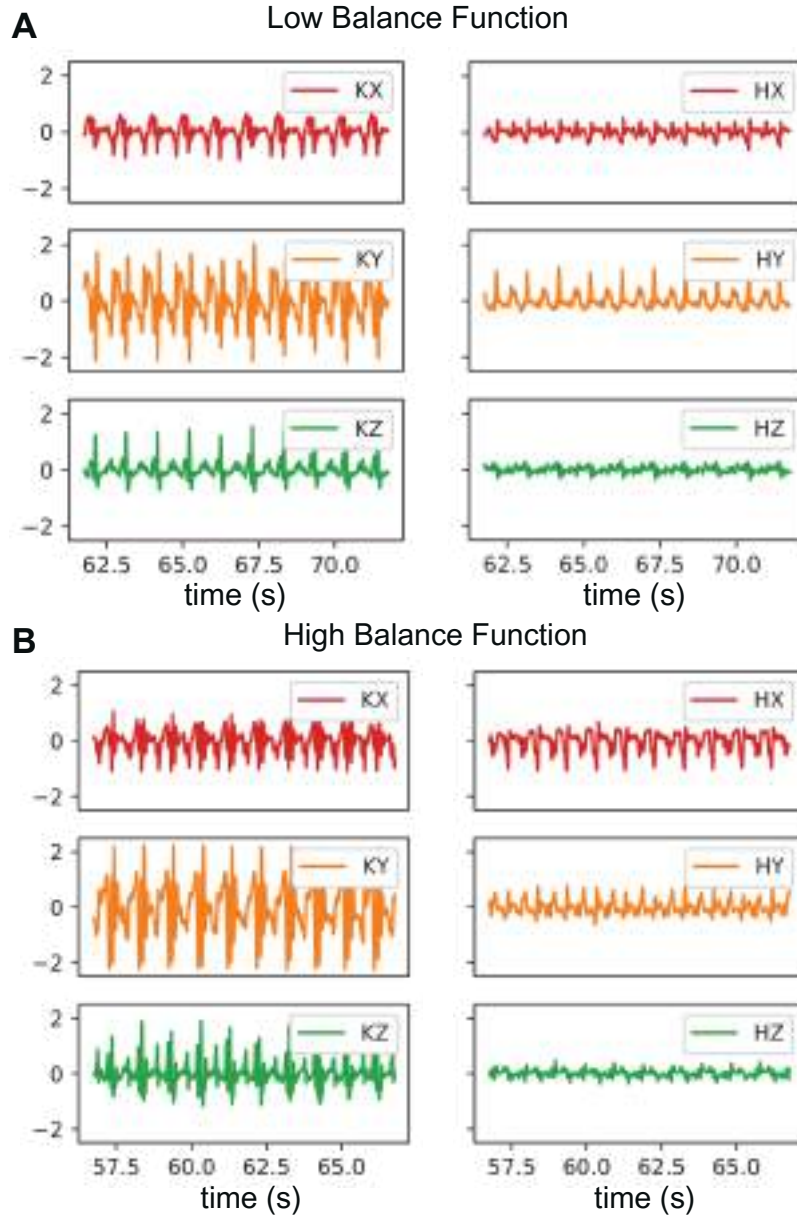 A
Low Balance Function
2
0
−2
KX
HX
2
0
−2
KY
HY
2
0
−2
KZ
HZ
62.5 65.0 67.5 70.0
62.5 65.0 67.5 70.0
time (s)
time (s)
B
High Balance Function
2
0
−2
KX
HX
2
0
−2
KY
HY
2
0
−2
KZ
HZ
57.5 60.0 62.5 65.0
57.5 60.0 62.5 65.0
time (s)
time (s)